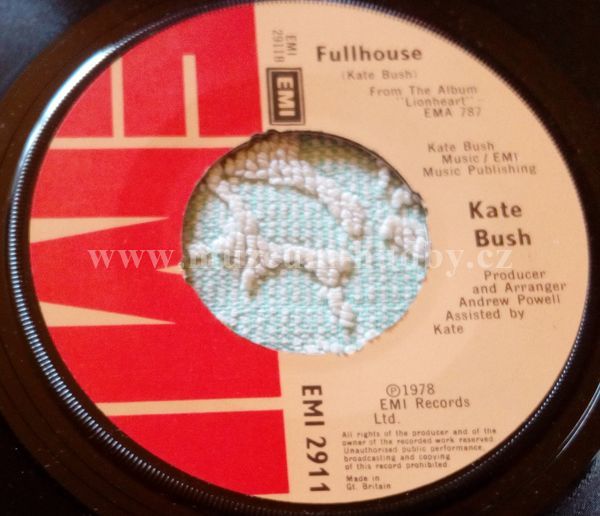 Fullhouse
(Kate Bush)
EMI
2911B
EMI
From The Album
"Lionheart" -
EMA 787
Kate Bush
Music / EMI
Music Publishing
Kate
Bush
www.muzeumhudby.cz
Producer
and Arranger
Andrew Powell
Assisted by
Kate
℗1978
EMI Records
Ltd.
EMI 2911
All rights of the producer and of the
owner of the recorded work reserved
Unauthorised public performance,
broadcasting and copying
of this record prohibited.
Made in
Gt. Britain
EMI